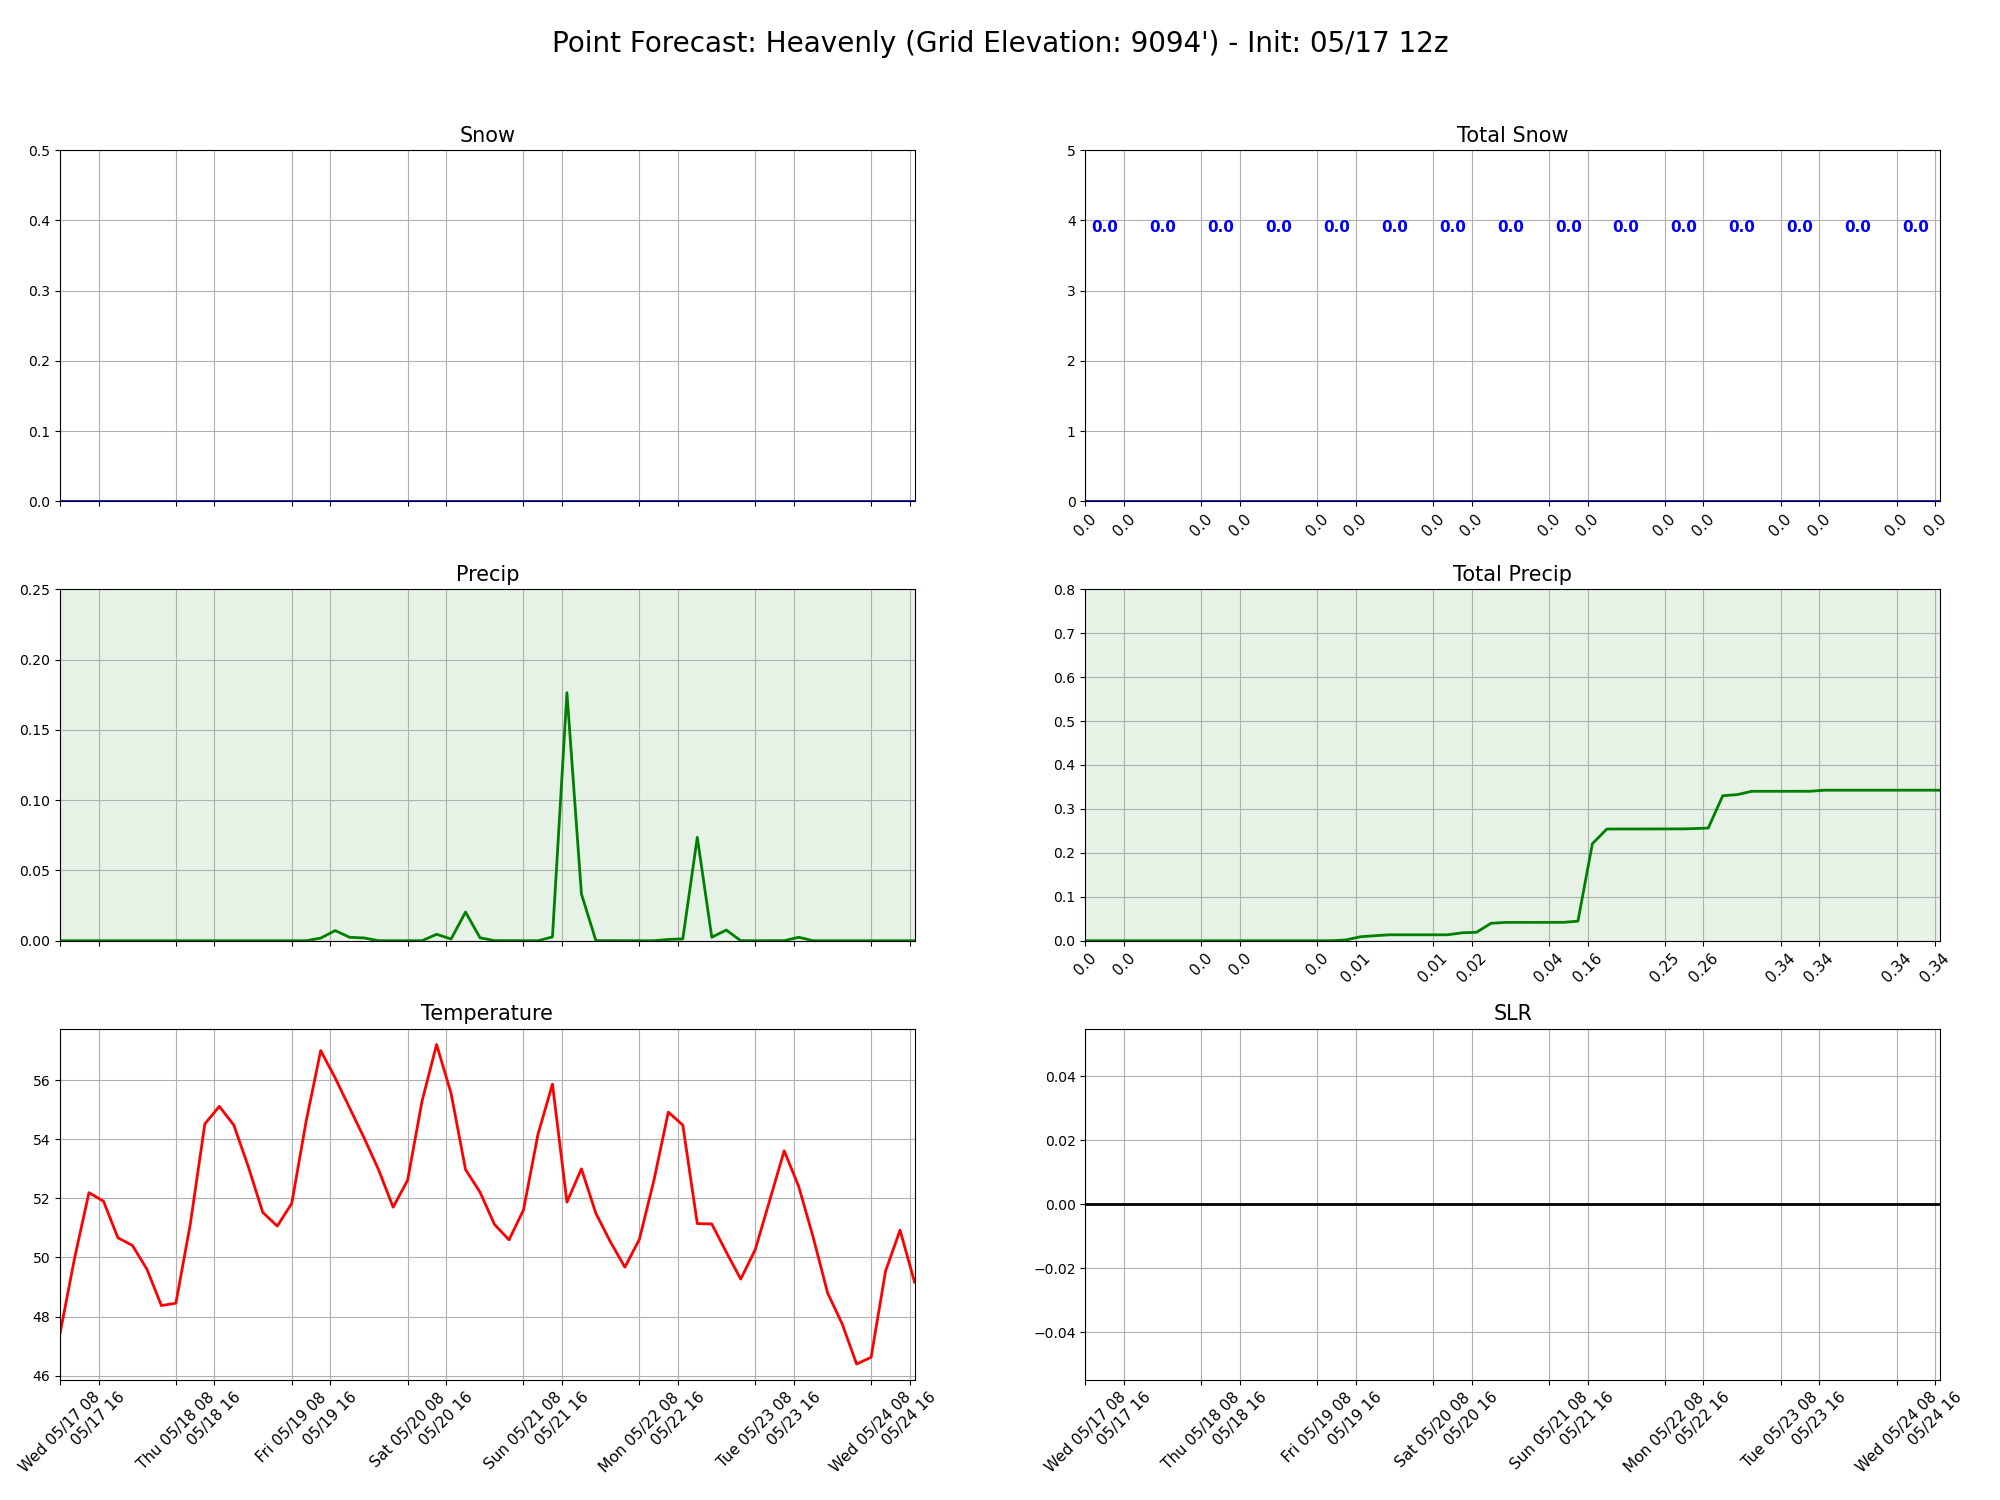 Point Forecast: Heavenly (Grid Elevation: 9094') - Init: 05/17 12z
Snow
0.5
0.4
0.3
0.2
0.1
0.0
Total Snow
5
4
3
2
1
0
0.0 0.0 0.0 0.0 0.0 0.0 0.0 0.0 0.0 0.0 0.0 0.0 0.0 0.0 0.0
0.0 0.0 0.0 0.0 0.0 0.0 0.0 0.0 0.0 0.0 0.0 0.0 0.0 0.0 0.0 0.0
Precip
0.25
0.20
0.15
0.10
0.05
0.00
Total Precip
0.8
0.7
0.6
0.5
0.4
0.3
0.2
0.1
0.0
0.0 0.0 0.0 0.0 0.0 0.01 0.01 0.02 0.04 0.16 0.25 0.26 0.34 0.34 0.34 0.34
Temperature
56
54
52
50
48
46
Wed 05/17 08
05/17 16
Thu 05/18 08
05/18 16
Fri 05/19 08
05/19 16
Sat 05/20 08
05/20 16
Sun 05/21 08
05/21 16
Mon 05/22 08
05/22 16
Tue 05/23 08
05/23 16
Wed 05/24 08
05/24 16
SLR
0.04
0.02
0.00
−0.02
−0.04
Wed 05/17 08
05/17 16
Thu 05/18 08
05/18 16
Fri 05/19 08
05/19 16
Sat 05/20 08
05/20 16
Sun 05/21 08
05/21 16
Mon 05/22 08
05/22 16
Tue 05/23 08
05/23 16
Wed 05/24 08
05/24 16